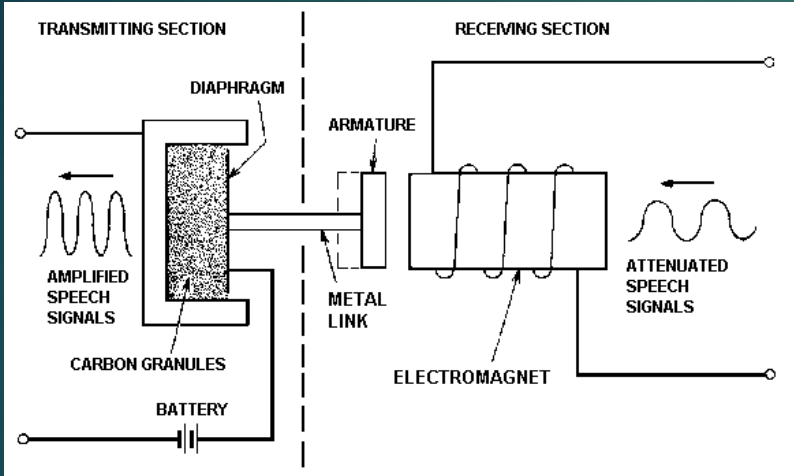 TRANSMITTING SECTION
RECEIVING SECTION
DIAPHRAGM
ARMATURE
AMPLIFIED
SPEECH
SIGNALS
METAL
LINK
ATTENUATED
SPEECH
SIGNALS
CARBON GRANULES
ELECTROMAGNET
BATTERY